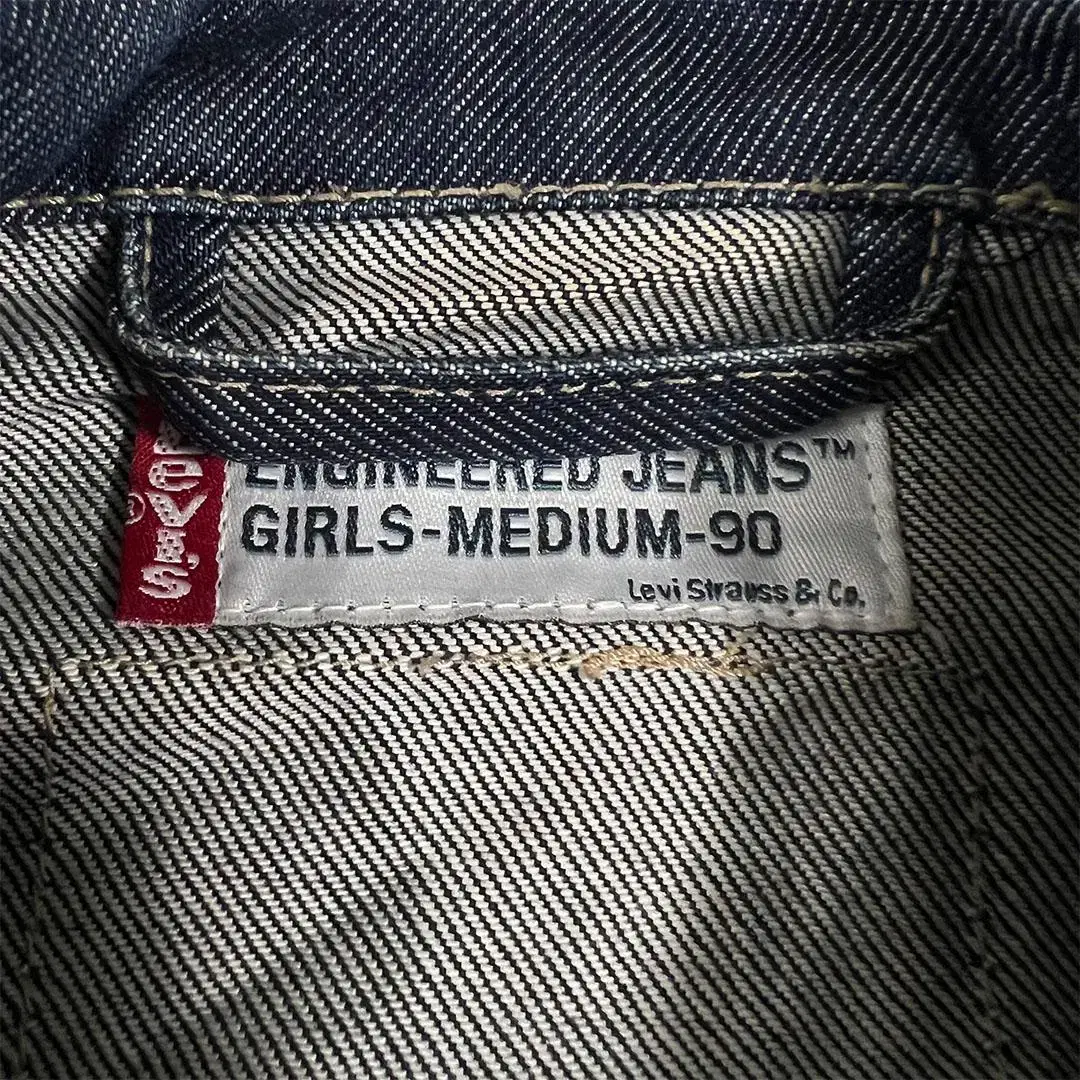 LEVI'S®
ENGINEERED JEANS™
GIRLS-MEDIUM-90
Levi Strauss & Co.